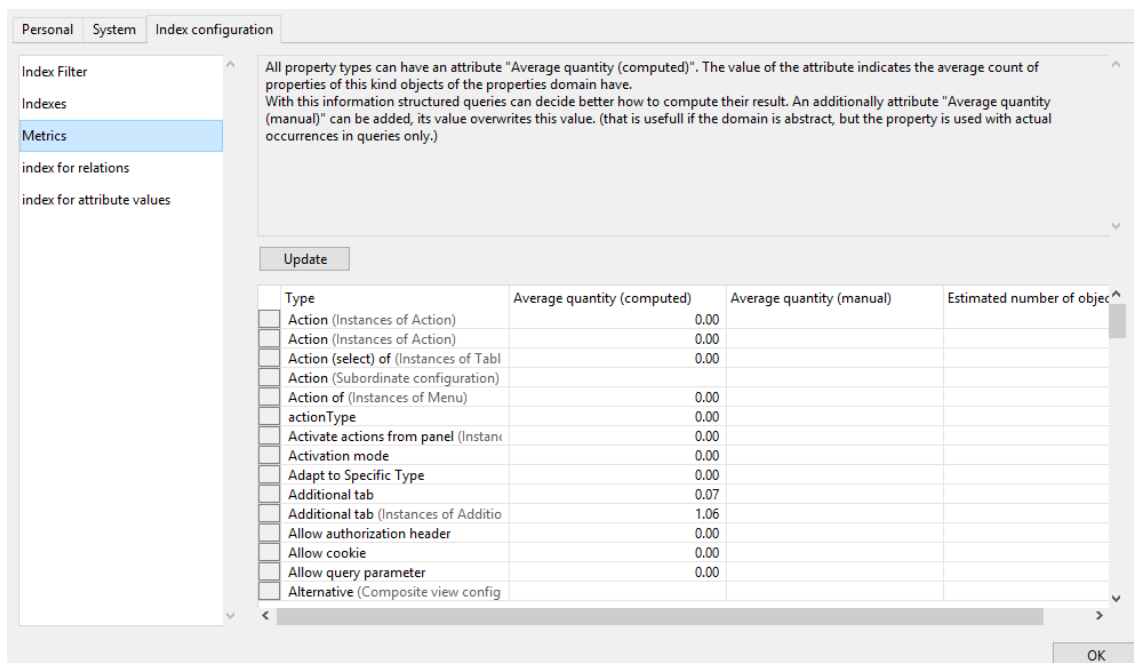 Personal System Index configuration
Index Filter
Indexes
Metrics
index for relations
index for attribute values
All property types can have an attribute "Average quantity (computed)". The value of the attribute indicates the average count of
properties of this kind objects of the properties domain have.
With this information structured queries can decide better how to compute their result. An additionally attribute "Average quantity
(manual)" can be added, its value overwrites this value. (that is usefull if the domain is abstract, but the property is used with actual
occurrences in queries only.)
Update
Type Average quantity (computed) Average quantity (manual) Estimated number of objec
Action (Instances of Action) 0.00
Action (Instances of Action) 0.00
Action (select) of (Instances of Tabl 0.00
Action (Subordinate configuration)
Action of (Instances of Menu) 0.00
actionType 0.00
Activate actions from panel (Instanc 0.00
Activation mode 0.00
Adapt to Specific Type 0.00
Additional tab 0.07
Additional tab (Instances of Additio 1.06
Allow authorization header 0.00
Allow cookie 0.00
Allow query parameter 0.00
Alternative (Composite view config
OK